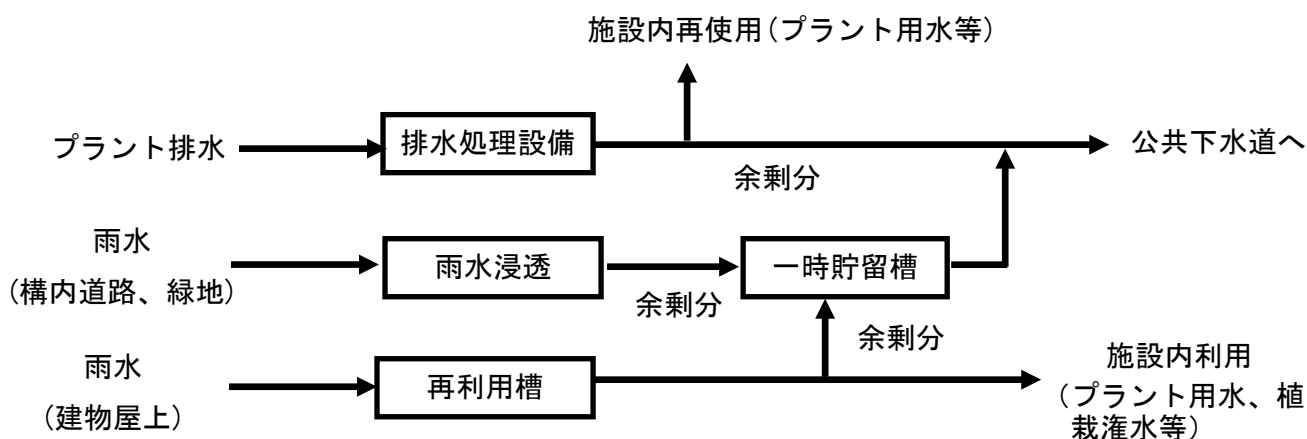 施設内再使用（プラント用水等）
プラント排水
排水処理設備
公共下水道へ
余剰分
雨水
（構内道路、緑地）
雨水浸透
余剰分
一時貯留槽
余剰分
雨水
（建物屋上）
再利用槽
施設内利用
（プラント用水、植
栽潅水等）